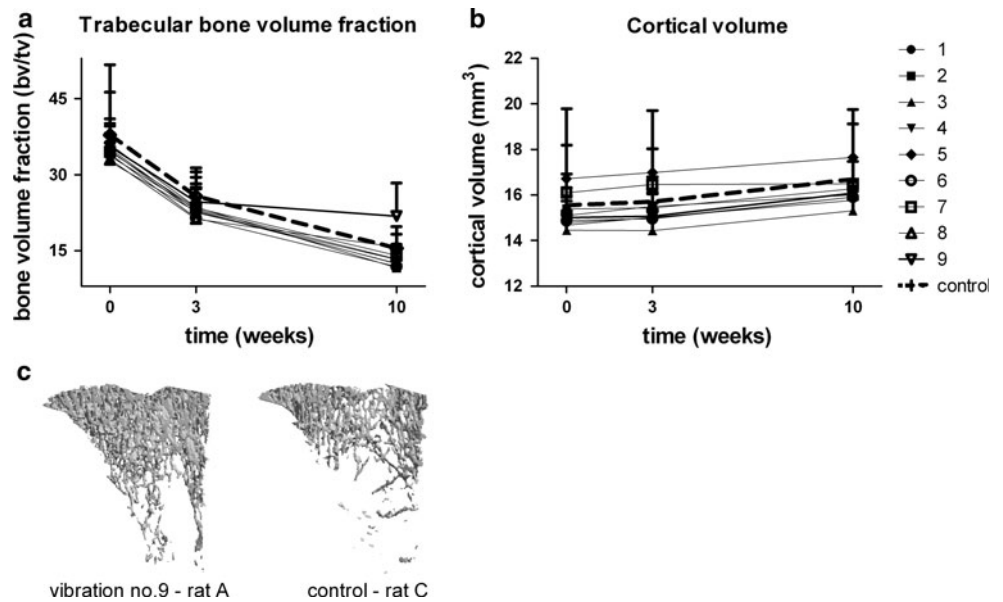 a
Trabecular bone volume fraction
bone volume fraction (bv/tv)
45
30
15
0
3
10
time (weeks)
b
Cortical volume
cortical volume (mm³)
22
20
18
16
14
12
0
3
10
time (weeks)
1
2
3
4
5
6
7
8
9
control
c
vibration no.9 - rat A
control - rat C